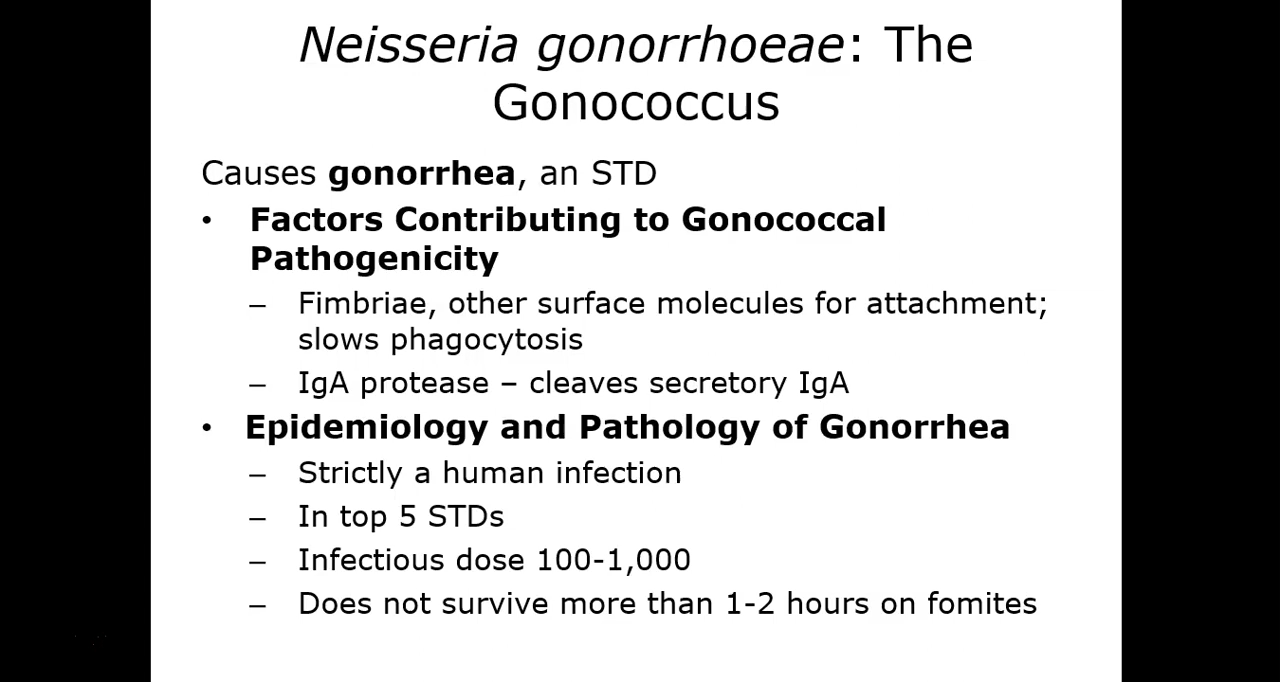 Neisseria gonorrhoeae: The
Gonococcus
Causes gonorrhea, an STD
• Factors Contributing to Gonococcal
Pathogenicity
– Fimbriae, other surface molecules for attachment;
slows phagocytosis
– IgA protease – cleaves secretory IgA
• Epidemiology and Pathology of Gonorrhea
– Strictly a human infection
– In top 5 STDs
– Infectious dose 100-1,000
– Does not survive more than 1-2 hours on fomites